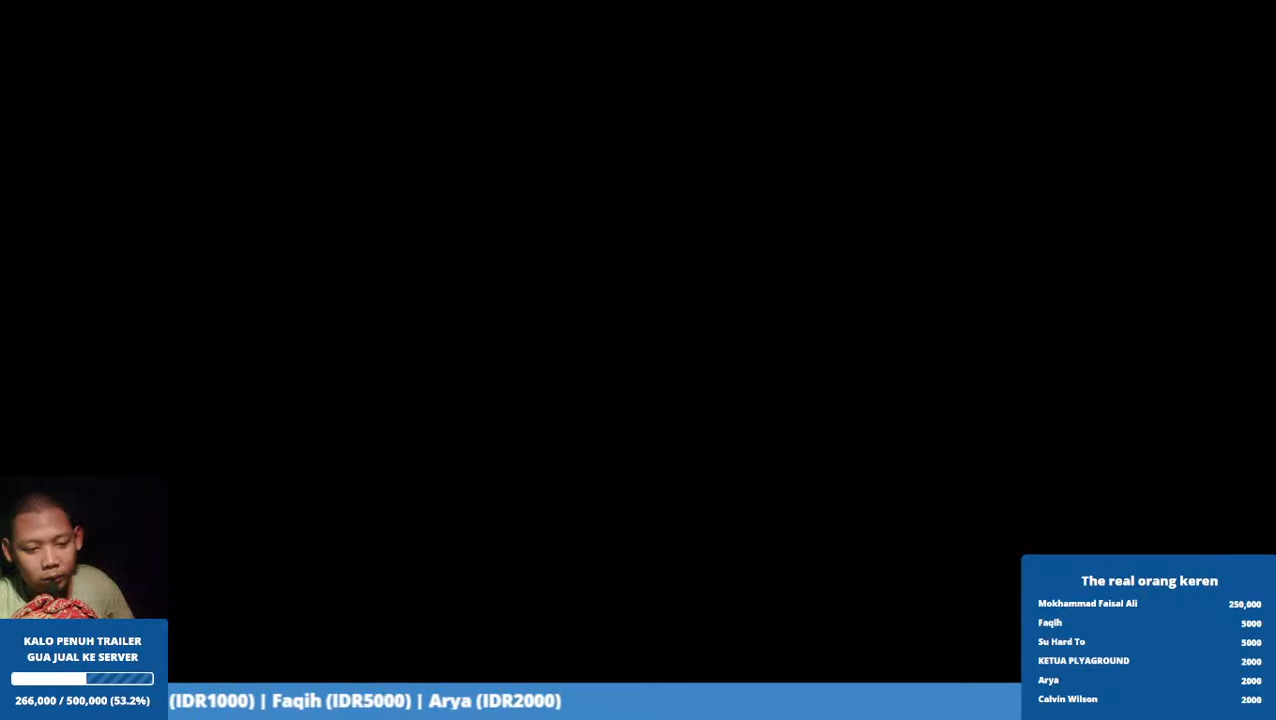 The real orang keren
Mokhammad Faisal Ali 250,000
Faqih 5000
Su Hard To 5000
KETUA PLYAGROUND 2000
Arya 2000
Calvin Wilson 2000
KALO PENUH TRAILER
GUA JUAL KE SERVER
266,000 / 500,000 (53.2%)
(IDR1000) | Faqih (IDR5000) | Arya (IDR2000)